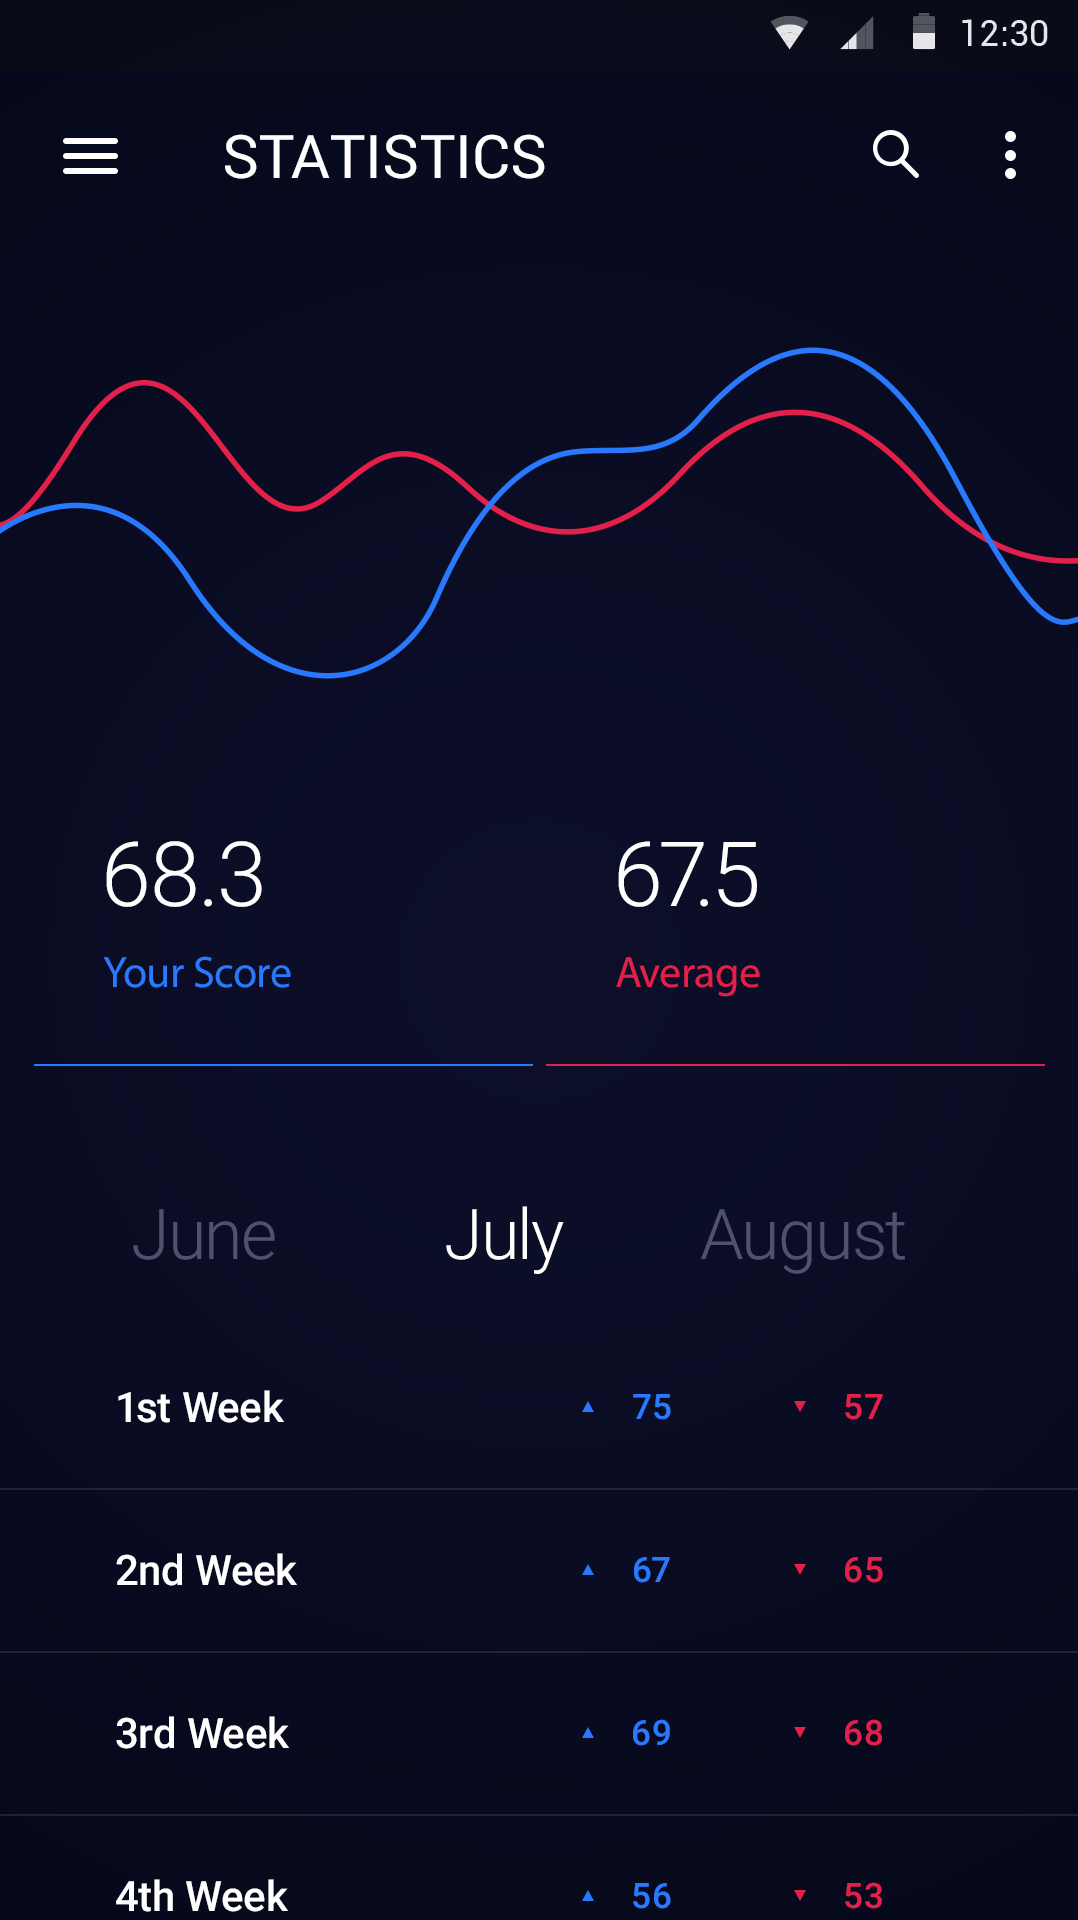 12:30
STATISTICS
68.3 67.5
Your Score Average
June July August
1st Week 75 57
2nd Week 67 65
3rd Week 69 68
4th Week 56 53